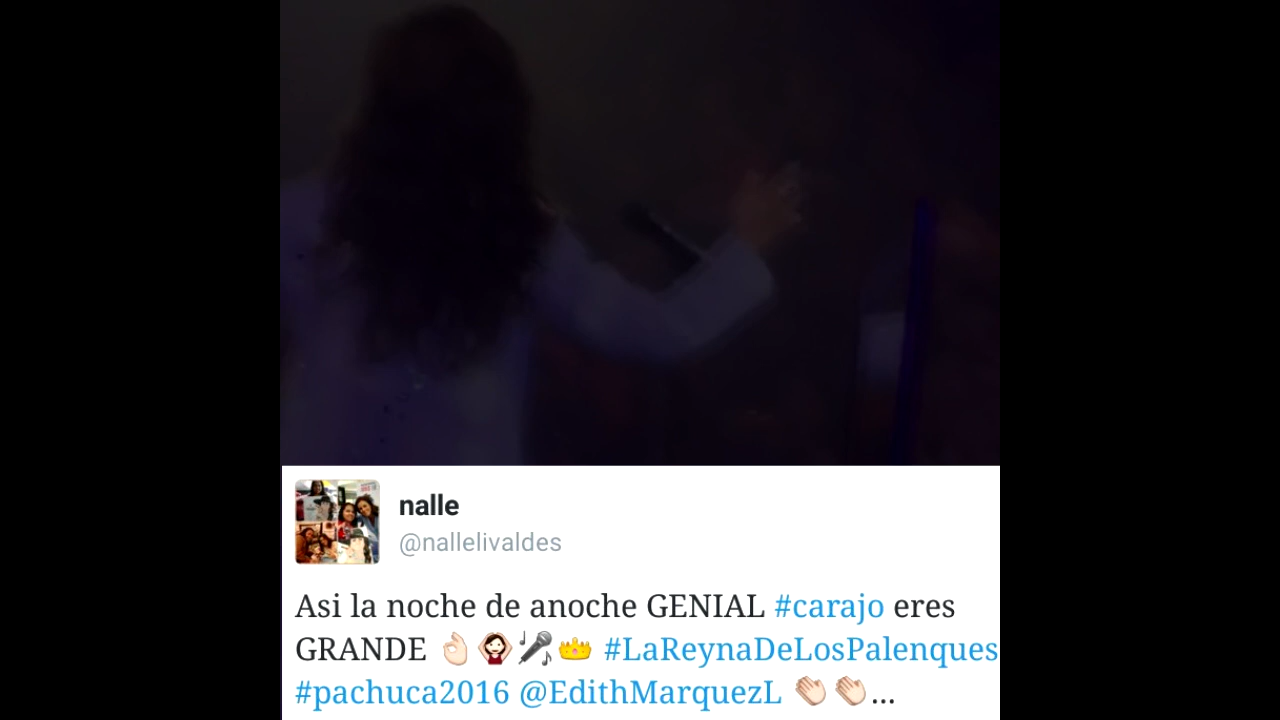 nalle
@nallelivaldes
Asi la noche de anoche GENIAL #carajo eres
GRANDE 👌🏻🙆🏻🎤👑 #LaReynaDeLosPalenques
#pachuca2016 @EdithMarquezL 👏🏻👏🏻...